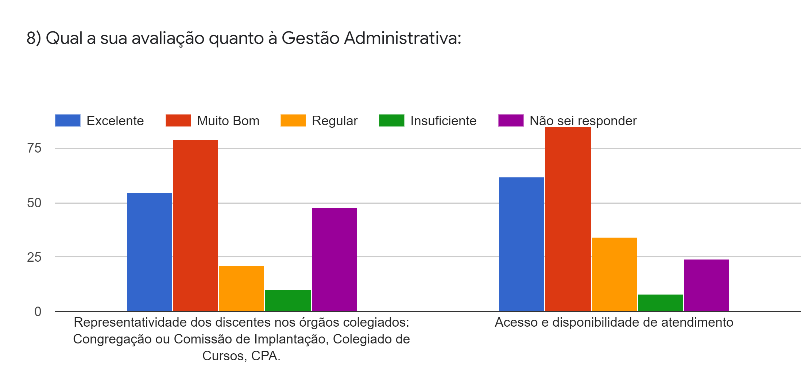 8) Qual a sua avaliação quanto à Gestão Administrativa:
Excelente Muito Bom Regular Insuficiente Não sei responder
75
50
25
0
Representatividade dos discentes nos órgãos colegiados:
Congregação ou Comissão de Implantação, Colegiado de
Cursos, CPA.
Acesso e disponibilidade de atendimento